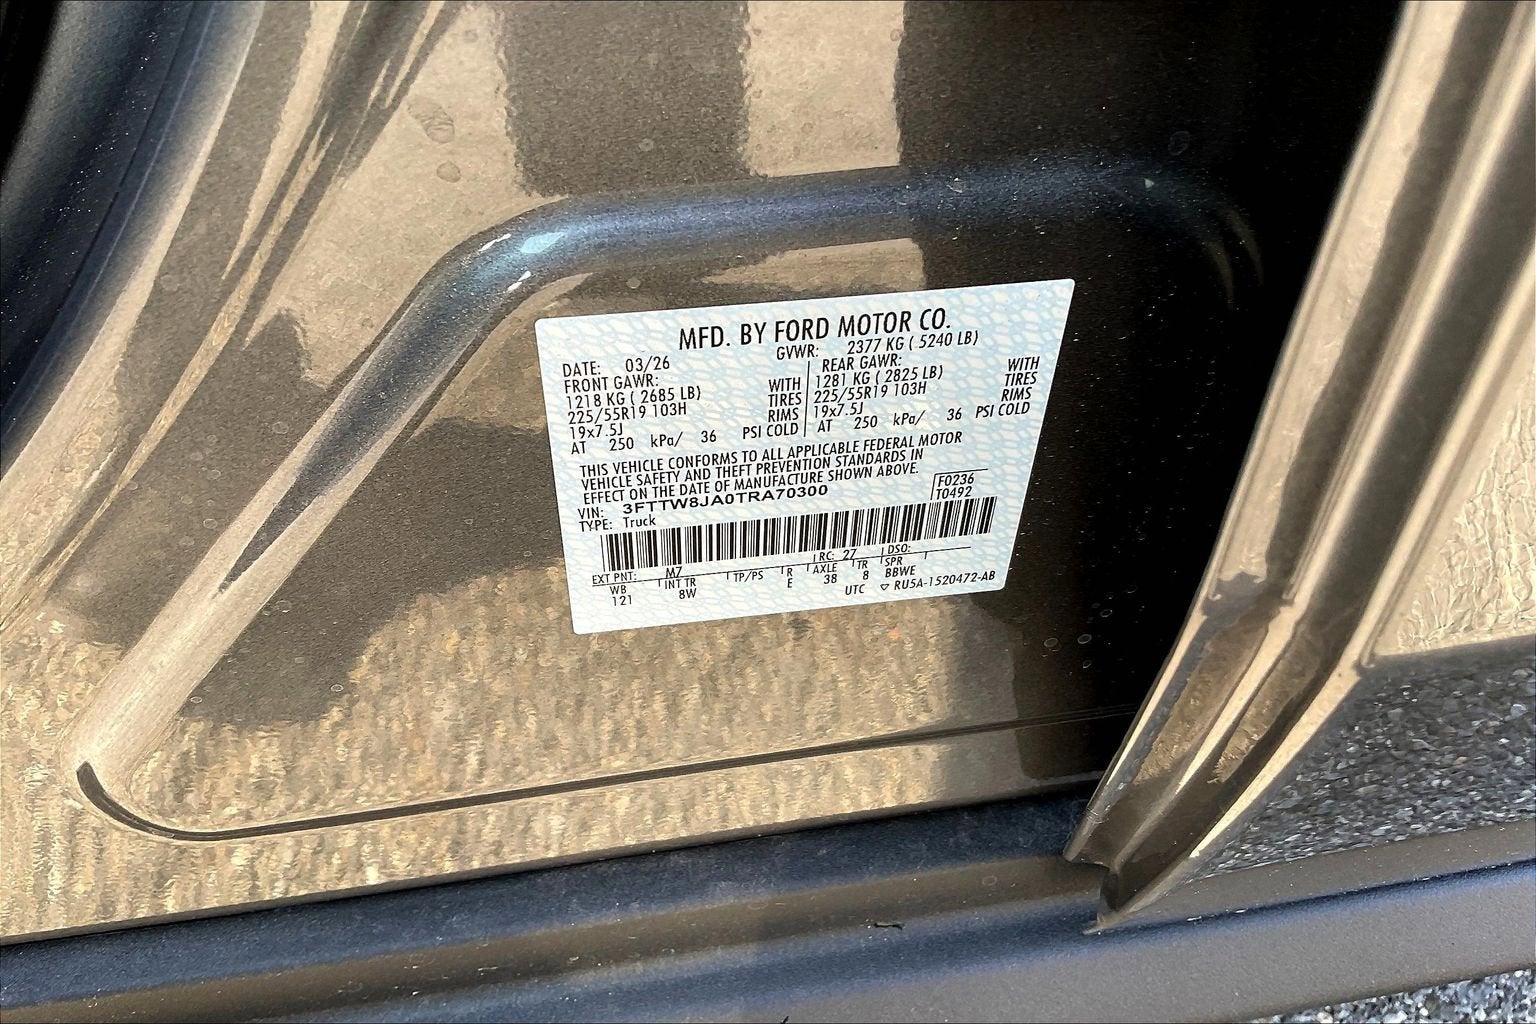 MFD. BY FORD MOTOR CO.
DATE: 03/26 GVWR: 2377 KG ( 5240 LB)
FRONT GAWR: WITH REAR GAWR: WITH
1218 KG ( 2685 LB) TIRES 1281 KG ( 2825 LB) TIRES
225/55R19 103H RIMS 225/55R19 103H RIMS
19x7.5J 19x7.5J
AT 250 kPa/ 36 PSI COLD AT 250 kPa/ 36 PSI COLD
THIS VEHICLE CONFORMS TO ALL APPLICABLE FEDERAL MOTOR
VEHICLE SAFETY AND THEFT PREVENTION STANDARDS IN
EFFECT ON THE DATE OF MANUFACTURE SHOWN ABOVE.
VIN: 3FTTW8JA0TRA70300 F0236
TYPE: Truck T0492
EXT PNT: M7 RC: 27 DSO:
WB INT TR TP/PS R AXLE TR SPR
121 8W E 38 8 BBWE
UTC ▽ RU5A-1520472-AB